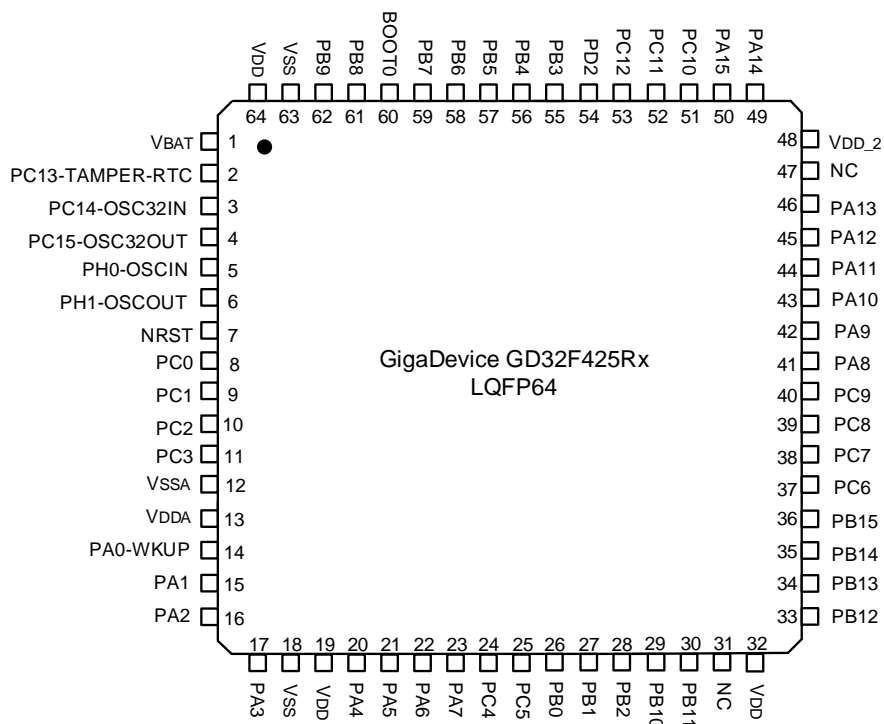 VDD
VSS
PB9
PB8
BOOT0
PB7
PB6
PB5
PB4
PB3
PD2
PC12
PC11
PC10
PA15
PA14
64 63 62 61 60 59 58 57 56 55 54 53 52 51 50 49
VBAT 1
PC13-TAMPER-RTC 2
PC14-OSC32IN 3
PC15-OSC32OUT 4
PH0-OSCIN 5
PH1-OSCOUT 6
NRST 7
PC0 8
PC1 9
PC2 10
PC3 11
VSSA 12
VDDA 13
PA0-WKUP 14
PA1 15
PA2 16
GigaDevice GD32F425Rx
LQFP64
48 VDD_2
47 NC
46 PA13
45 PA12
44 PA11
43 PA10
42 PA9
41 PA8
40 PC9
39 PC8
38 PC7
37 PC6
36 PB15
35 PB14
34 PB13
33 PB12
17 18 19 20 21 22 23 24 25 26 27 28 29 30 31 32
PA3
VSS
VDD
PA4
PA5
PA6
PA7
PC4
PC5
PB0
PB1
PB2
PB10
PB11
NC
VDD